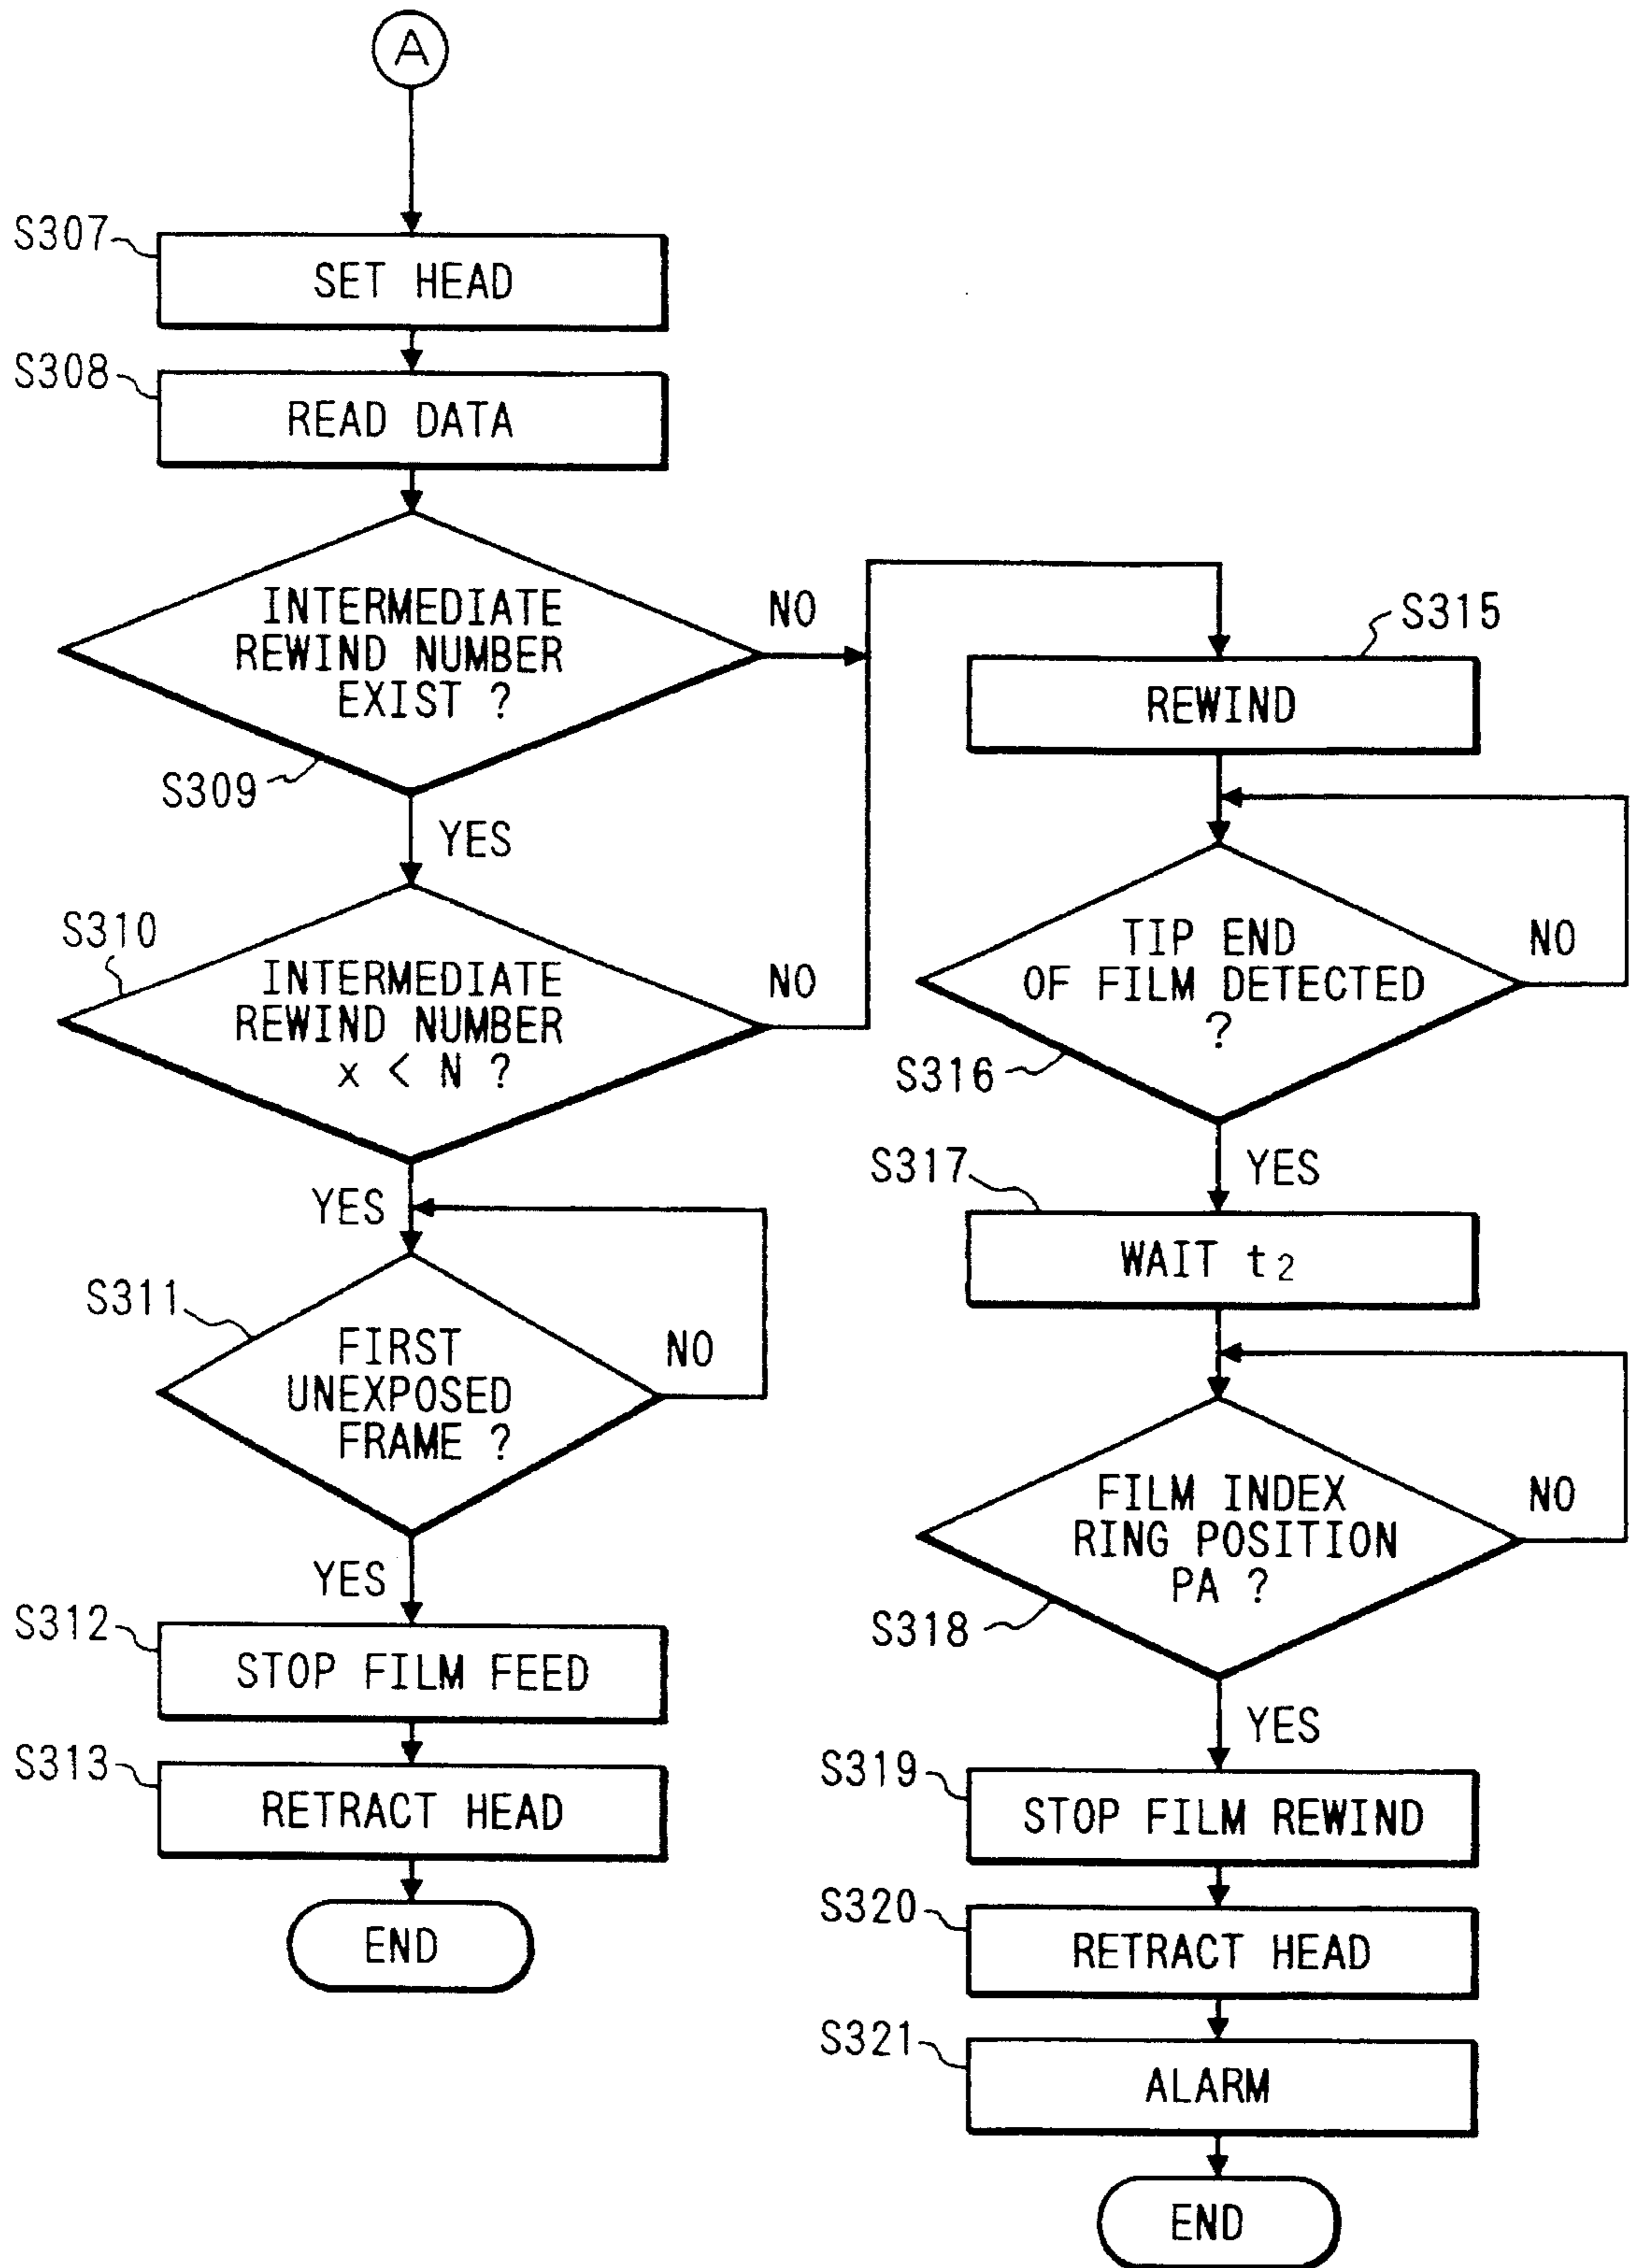 A
S307
SET HEAD
S308
READ DATA
INTERMEDIATE
REWIND NUMBER
EXIST ?
NO
S309
YES
S310
INTERMEDIATE
REWIND NUMBER
x < N ?
NO
YES
S311
FIRST
UNEXPOSED
FRAME ?
NO
YES
S312
STOP FILM FEED
S313
RETRACT HEAD
END
S315
REWIND
TIP END
OF FILM DETECTED
?
NO
S316
YES
S317
WAIT t₂
FILM INDEX
RING POSITION
PA ?
NO
S318
YES
S319
STOP FILM REWIND
S320
RETRACT HEAD
S321
ALARM
END